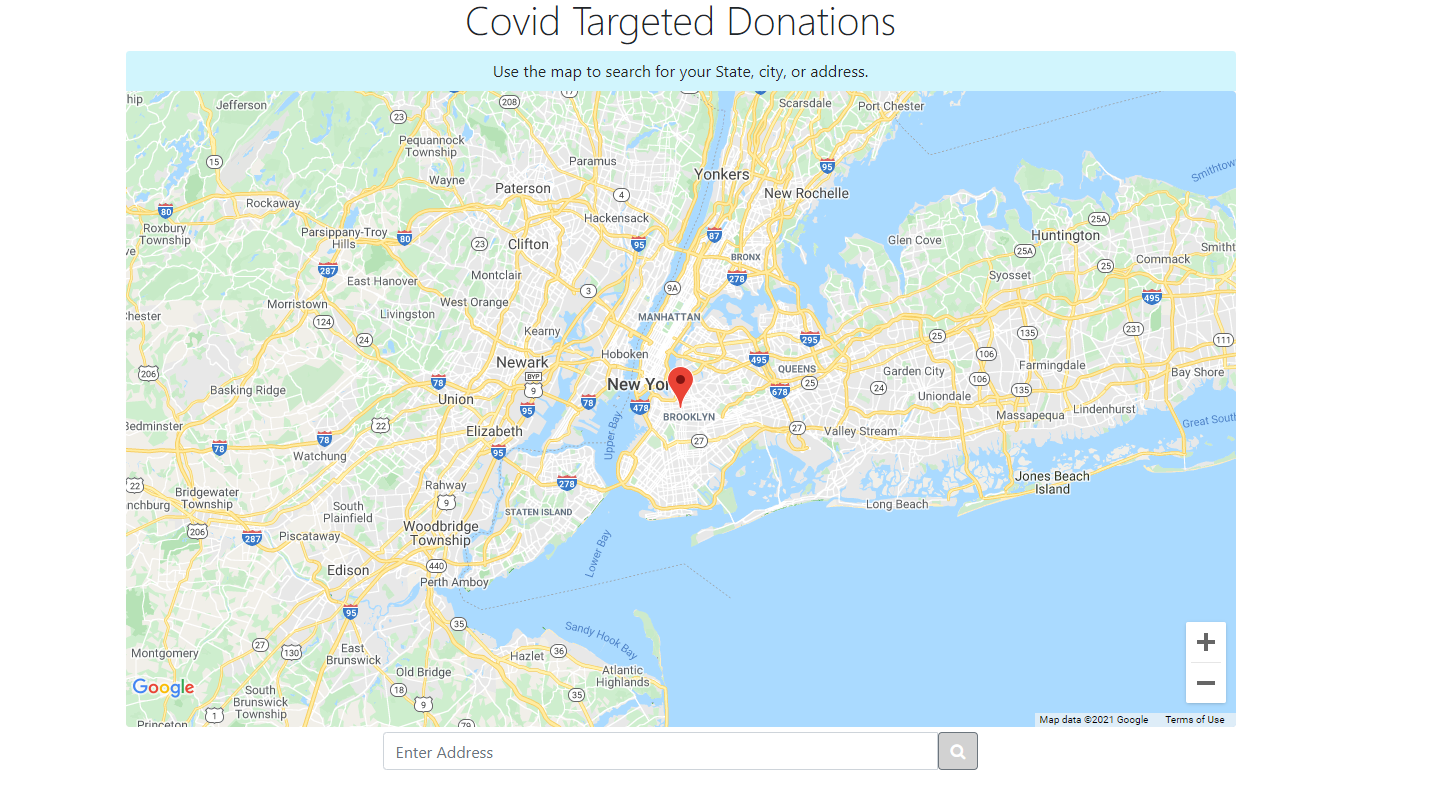 Covid Targeted Donations
Use the map to search for your State, city, or address.
hip
Jefferson
208
17
Scarsdale
Port Chester
23
Pequannock
Township
15
Paramus
95
Yonkers
Smithtow
Wayne
Paterson
4
New Rochelle
Rockaway
80
Hackensack
25A
Roxbury
Township
Parsippany-Troy
Hills
80
23
Clifton
95
87
Glen Cove
Huntington
ve
25A
Smitht
287
East Hanover
Montclair
BRONX
278
Syosset
25
Commack
Morristown
West Orange
3
9A
495
chester
124
Livingston
MANHATTAN
Kearny
24
295
25
135
231
111
Hoboken
106
Newark
495
206
QUEENS
Garden City
Farmingdale
Bay Shore
Basking Ridge
78
BYP
9
New Yor
678
25
24
106
135
Union
95
78
478
Uniondale
Massapequa
Lindenhurst
Bedminster
22
Elizabeth
BROOKLYN
27
Valley Stream
Great South
78
78
Watchung
95
Upper Bay
27
22
Rahway
278
Jones Beach
Island
nchburg
Bridgewater
Township
South
Plainfield
9
STATEN ISLAND
Long Beach
206
287
Piscataway
Woodbridge
Township
Lower Bay
Edison
440
Perth Amboy
95
35
Sandy Hook Bay
27
130
East
Brunswick
Hazlet
36
Montgomery
Old Bridge
Atlantic
Highlands
Google
South
Brunswick
Township
18
9
35
1
Princeton
79
Map data ©2021 Google
Terms of Use
Enter Address